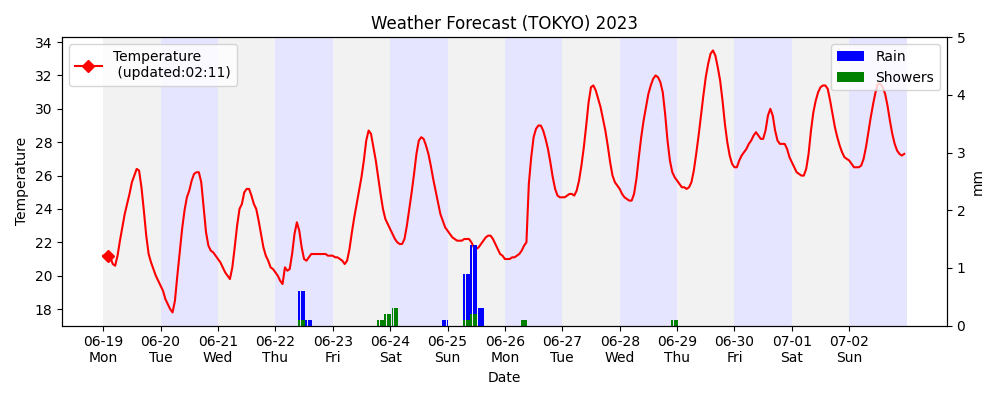 Weather Forecast (TOKYO) 2023
Temperature
(updated:02:11)
Rain
Showers
34
32
30
28
26
24
22
20
18
Temperature
5
4
3
2
1
0
mm
06-19 06-20 06-21 06-22 06-23 06-24 06-25 06-26 06-27 06-28 06-29 06-30 07-01 07-02
Mon Tue Wed Thu Fri Sat Sun Mon Tue Wed Thu Fri Sat Sun
Date